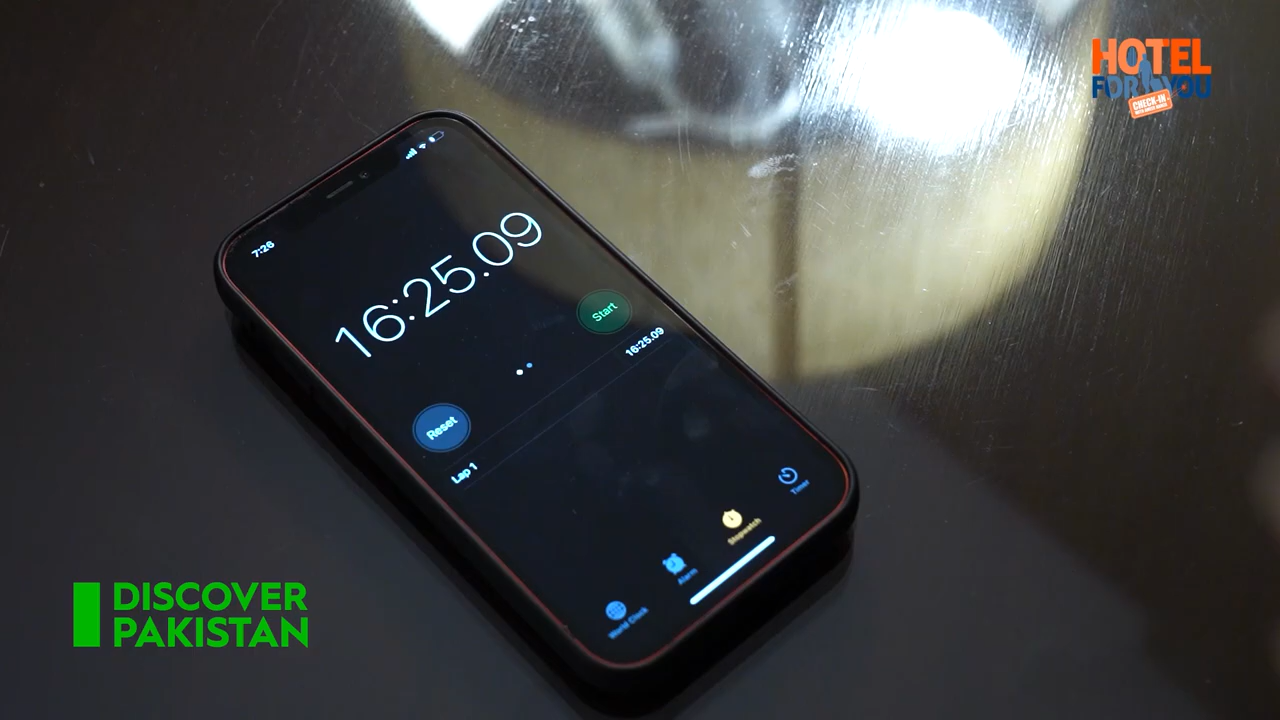 HOTEL
FOR YOU
CHECK-IN
7:26
16:25.09
Start
16:25.09
Reset
Lap 1
Timer
Stopwatch
Alarm
World Clock
DISCOVER
PAKISTAN